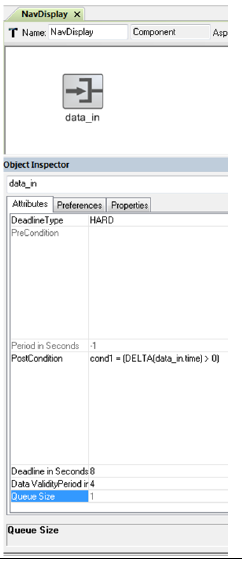 NavDisplay ×
T Name: NavDisplay Component Asp
data_in
Object Inspector
data_in
Attributes Preferences Properties
DeadlineType HARD
PreCondition
Period in Seconds -1
PostCondition cond1 = (DELTA(data_in.time) > 0)
Deadline in Seconds 8
Data ValidityPeriod ir 4
Queue Size 1
Queue Size